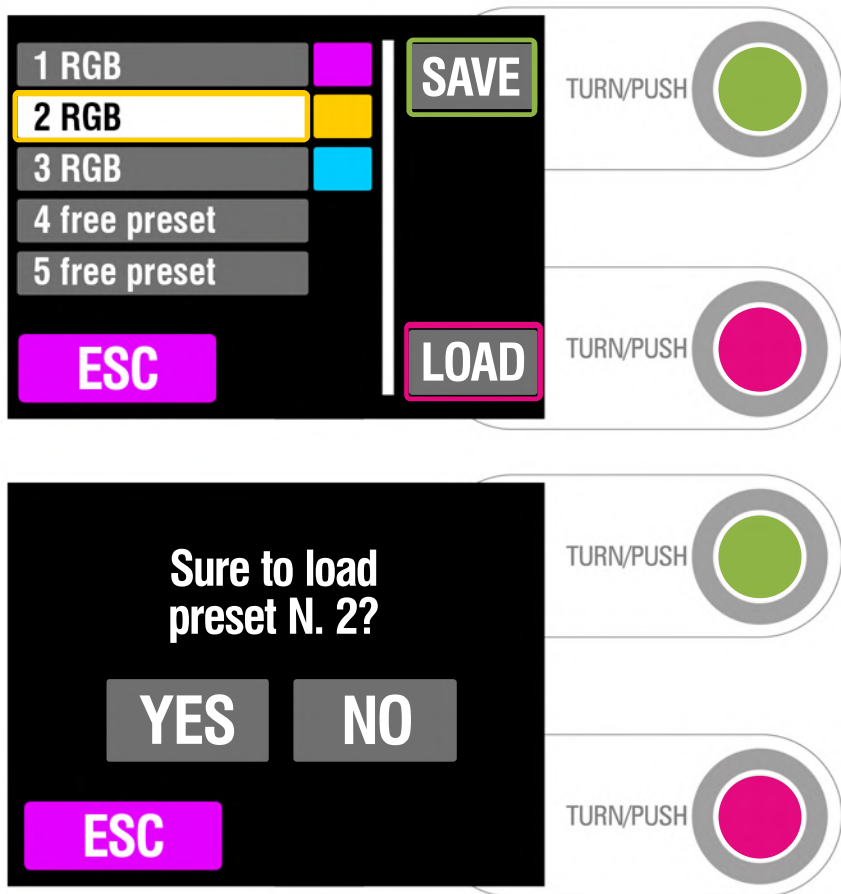 1 RGB
2 RGB
3 RGB
4 free preset
5 free preset
ESC
SAVE
LOAD
TURN/PUSH
TURN/PUSH
Sure to load
preset N. 2?
YES NO
ESC
TURN/PUSH
TURN/PUSH